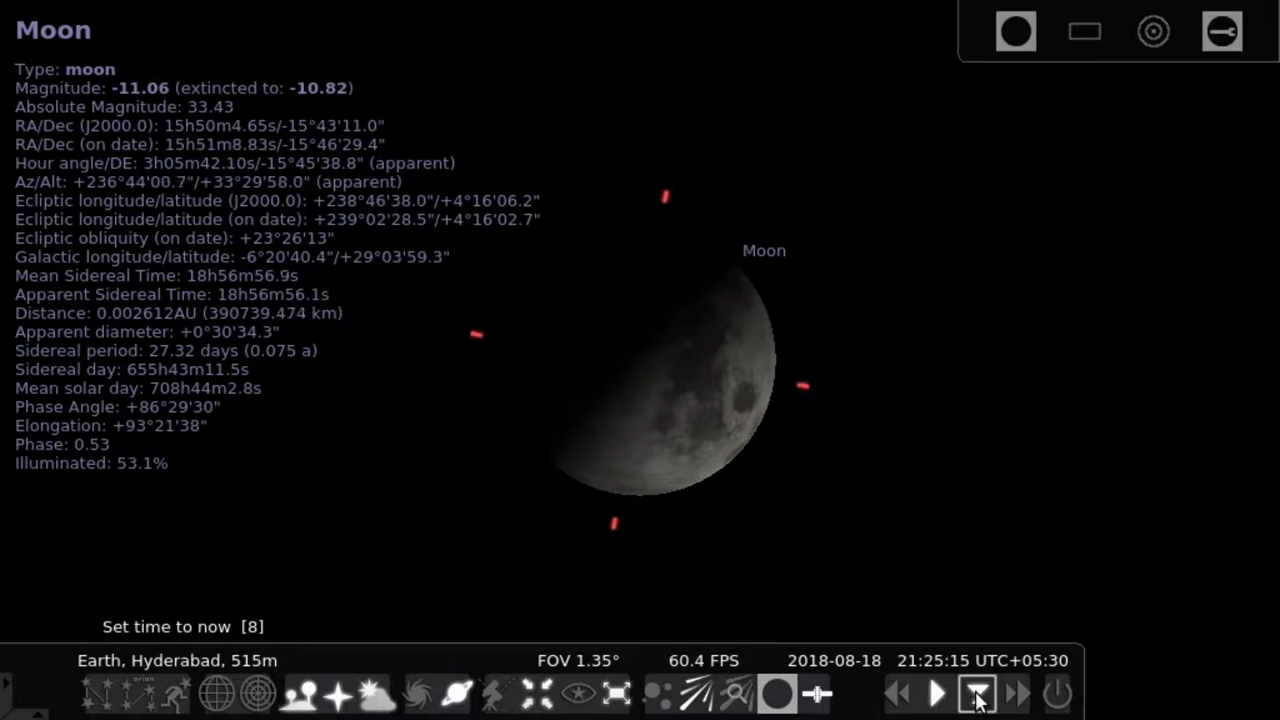 Moon
Type: moon
Magnitude: -11.06 (extincted to: -10.82)
Absolute Magnitude: 33.43
RA/Dec (J2000.0): 15h50m4.65s/-15°43'11.0"
RA/Dec (on date): 15h51m8.83s/-15°46'29.4"
Hour angle/DE: 3h05m42.10s/-15°45'38.8" (apparent)
Az/Alt: +236°44'00.7"/+33°29'58.0" (apparent)
Ecliptic longitude/latitude (J2000.0): +238°46'38.0"/+4°16'06.2"
Ecliptic longitude/latitude (on date): +239°02'28.5"/+4°16'02.7"
Ecliptic obliquity (on date): +23°26'13"
Galactic longitude/latitude: -6°20'40.4"/+29°03'59.3"
Mean Sidereal Time: 18h56m56.9s
Apparent Sidereal Time: 18h56m56.1s
Distance: 0.002612AU (390739.474 km)
Apparent diameter: +0°30'34.3"
Sidereal period: 27.32 days (0.075 a)
Sidereal day: 655h43m11.5s
Mean solar day: 708h44m2.8s
Phase Angle: +86°29'30"
Elongation: +93°21'38"
Phase: 0.53
Illuminated: 53.1%
Moon
Set time to now [8]
Earth, Hyderabad, 515m FOV 1.35° 60.4 FPS 2018-08-18 21:25:15 UTC+05:30
orian